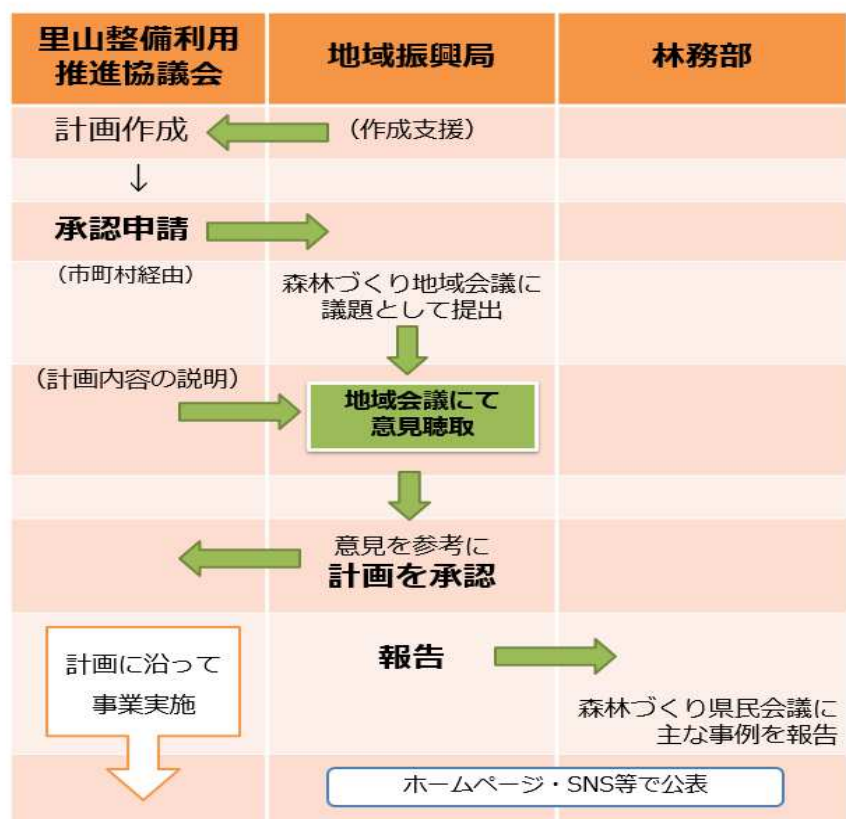 里山整備利用
推進協議会
地域振興局
林務部
計画作成
（作成支援）
↓
承認申請
（市町村経由）
森林づくり地域会議に
議題として提出
（計画内容の説明）
地域会議にて
意見聴取
意見を参考に
計画を承認
計画に沿って
事業実施
報告
森林づくり県民会議に
主な事例を報告
ホームページ・SNS等で公表